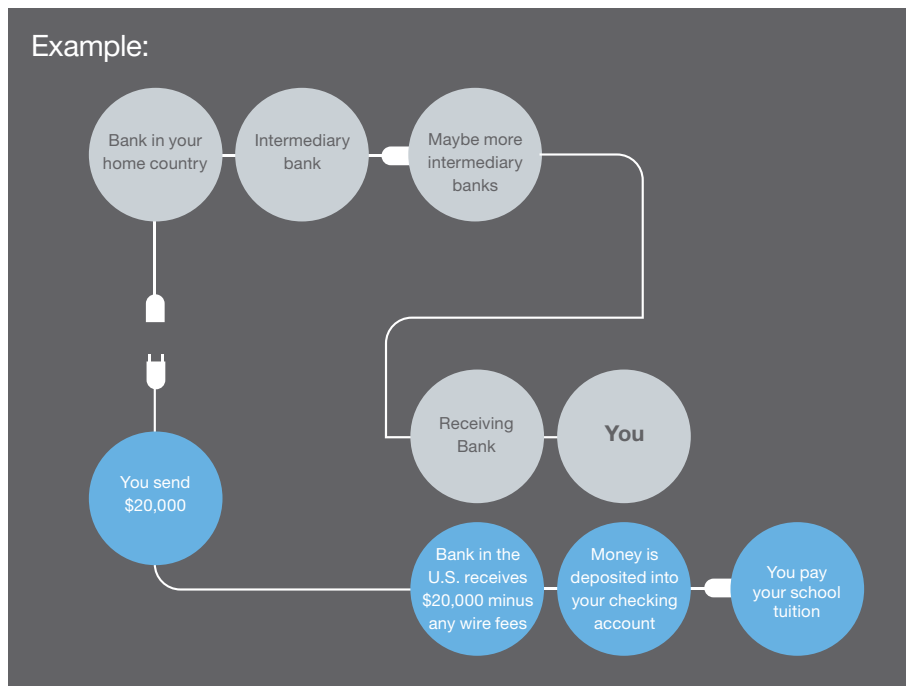 Example:
Bank in your
home country
Intermediary
bank
Maybe more
intermediary
banks
Receiving
Bank
You
You send
$20,000
Bank in the
U.S. receives
$20,000 minus
any wire fees
Money is
deposited into
your checking
account
You pay
your school
tuition